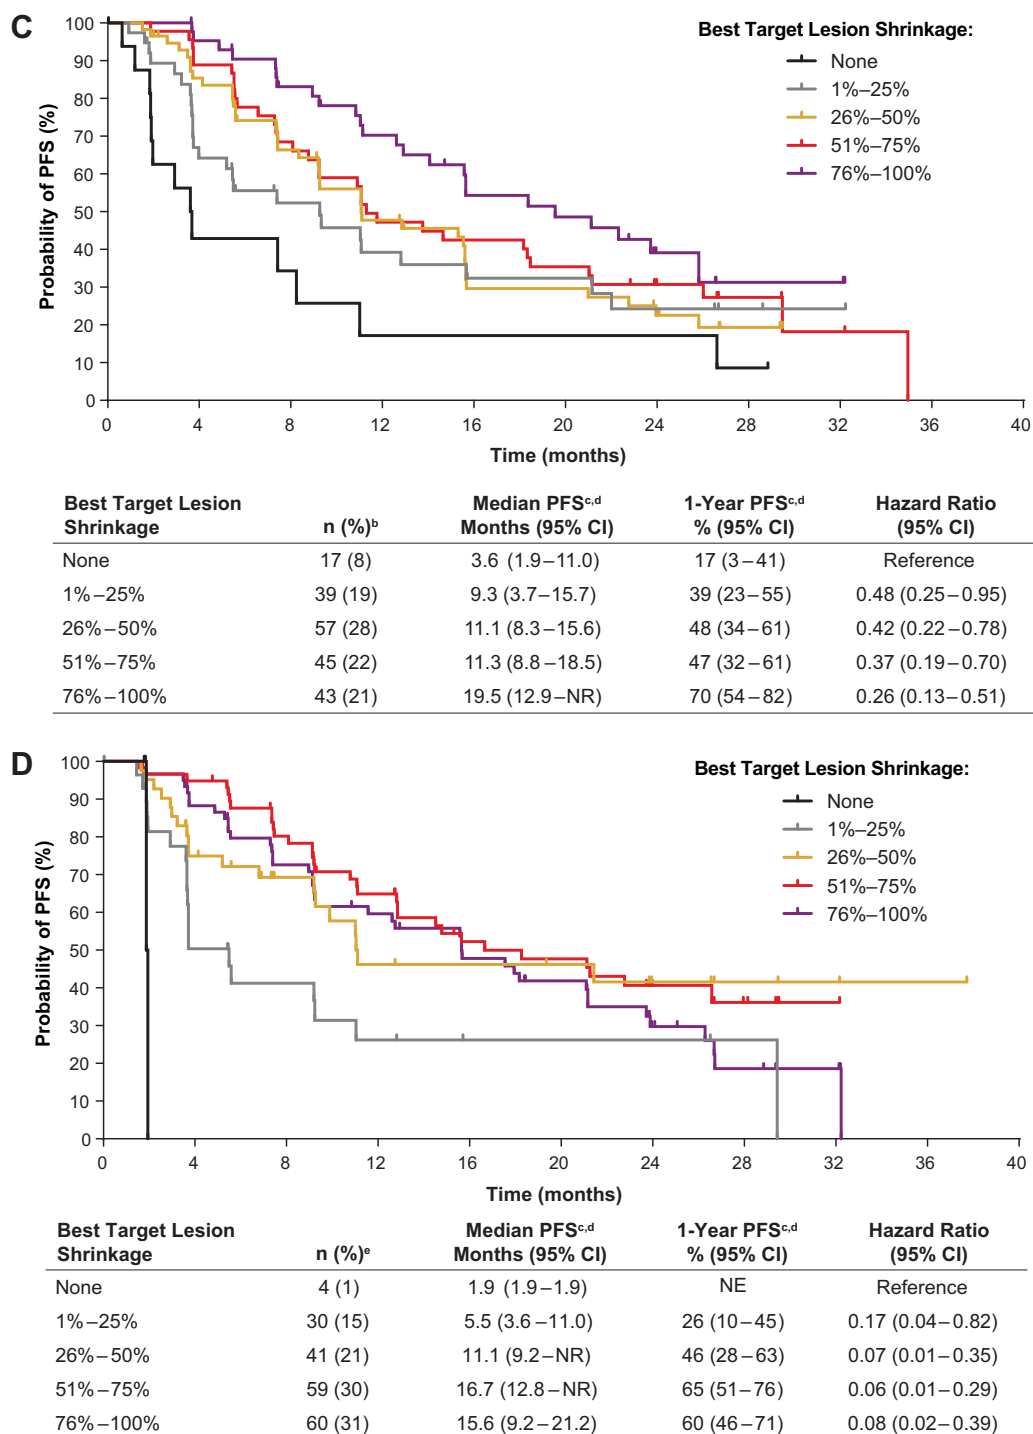 C
Best Target Lesion Shrinkage:
None
1%–25%
26%–50%
51%–75%
76%–100%
Probability of PFS (%)
100
90
80
70
60
50
40
30
20
10
0
0 4 8 12 16 20 24 28 32 36 40
Time (months)
Best Target Lesion Shrinkage n (%)b Median PFSc,d Months (95% CI) 1-Year PFSc,d % (95% CI) Hazard Ratio (95% CI)
None 17 (8) 3.6 (1.9–11.0) 17 (3–41) Reference
1%–25% 39 (19) 9.3 (3.7–15.7) 39 (23–55) 0.48 (0.25–0.95)
26%–50% 57 (28) 11.1 (8.3–15.6) 48 (34–61) 0.42 (0.22–0.78)
51%–75% 45 (22) 11.3 (8.8–18.5) 47 (32–61) 0.37 (0.19–0.70)
76%–100% 43 (21) 19.5 (12.9–NR) 70 (54–82) 0.26 (0.13–0.51)
D
Best Target Lesion Shrinkage:
None
1%–25%
26%–50%
51%–75%
76%–100%
Probability of PFS (%)
100
90
80
70
60
50
40
30
20
10
0
0 4 8 12 16 20 24 28 32 36 40
Time (months)
Best Target Lesion Shrinkage n (%)e Median PFSc,d Months (95% CI) 1-Year PFSc,d % (95% CI) Hazard Ratio (95% CI)
None 4 (1) 1.9 (1.9–1.9) NE Reference
1%–25% 30 (15) 5.5 (3.6–11.0) 26 (10–45) 0.17 (0.04–0.82)
26%–50% 41 (21) 11.1 (9.2–NR) 46 (28–63) 0.07 (0.01–0.35)
51%–75% 59 (30) 16.7 (12.8–NR) 65 (51–76) 0.06 (0.01–0.29)
76%–100% 60 (31) 15.6 (9.2–21.2) 60 (46–71) 0.08 (0.02–0.39)